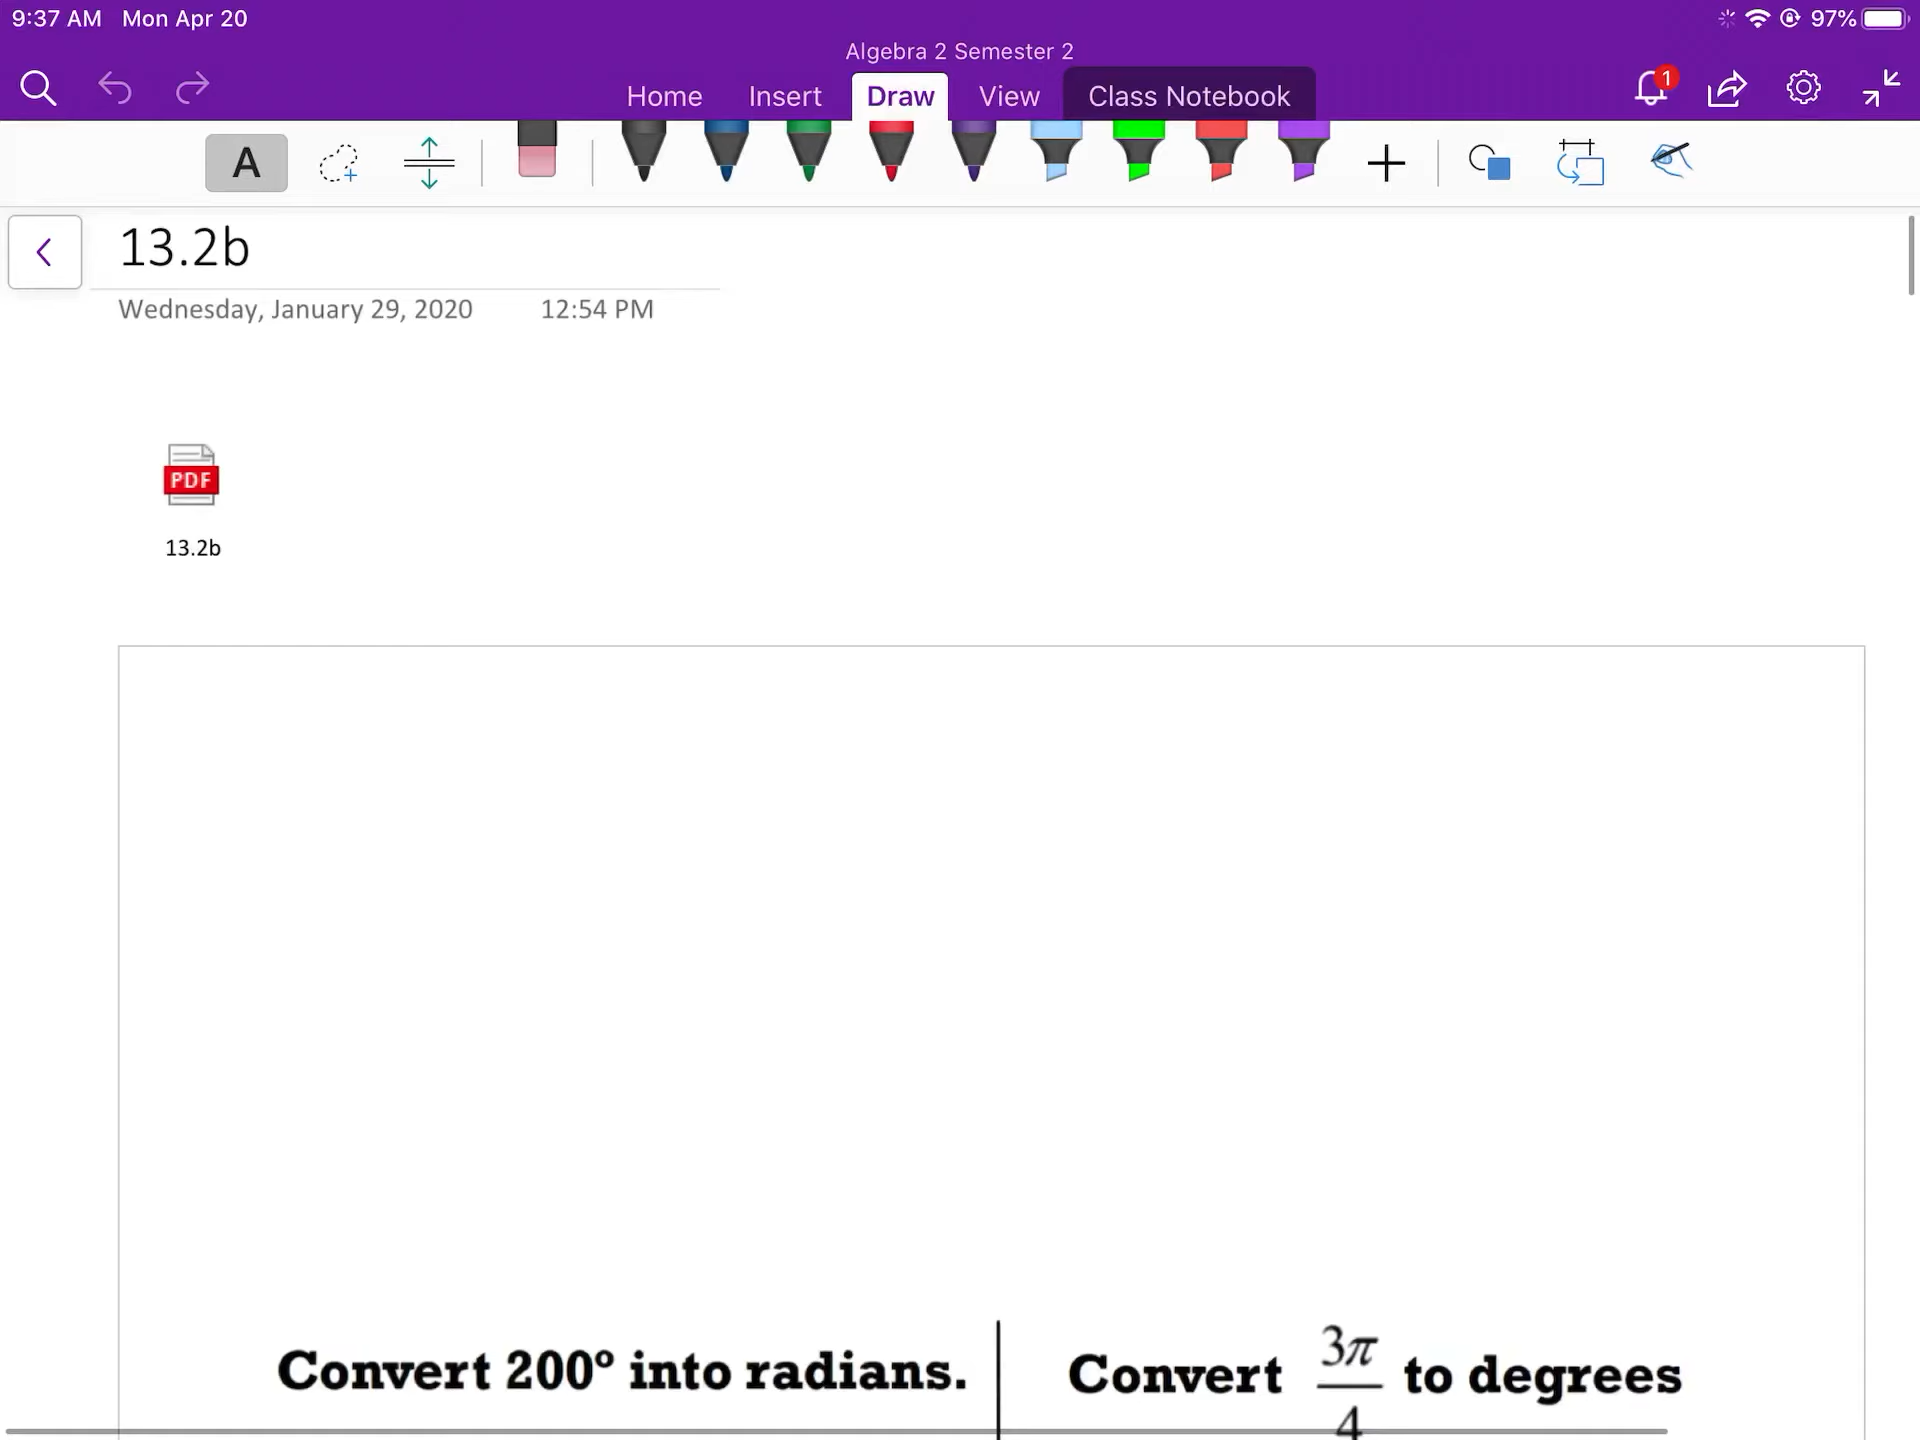 9:37 AM Mon Apr 20
97%
Algebra 2 Semester 2
Home Insert Draw View Class Notebook
1
A
13.2b
Wednesday, January 29, 2020 12:54 PM
PDF
13.2b
Convert 200º into radians.
Convert 3π/4 to degrees